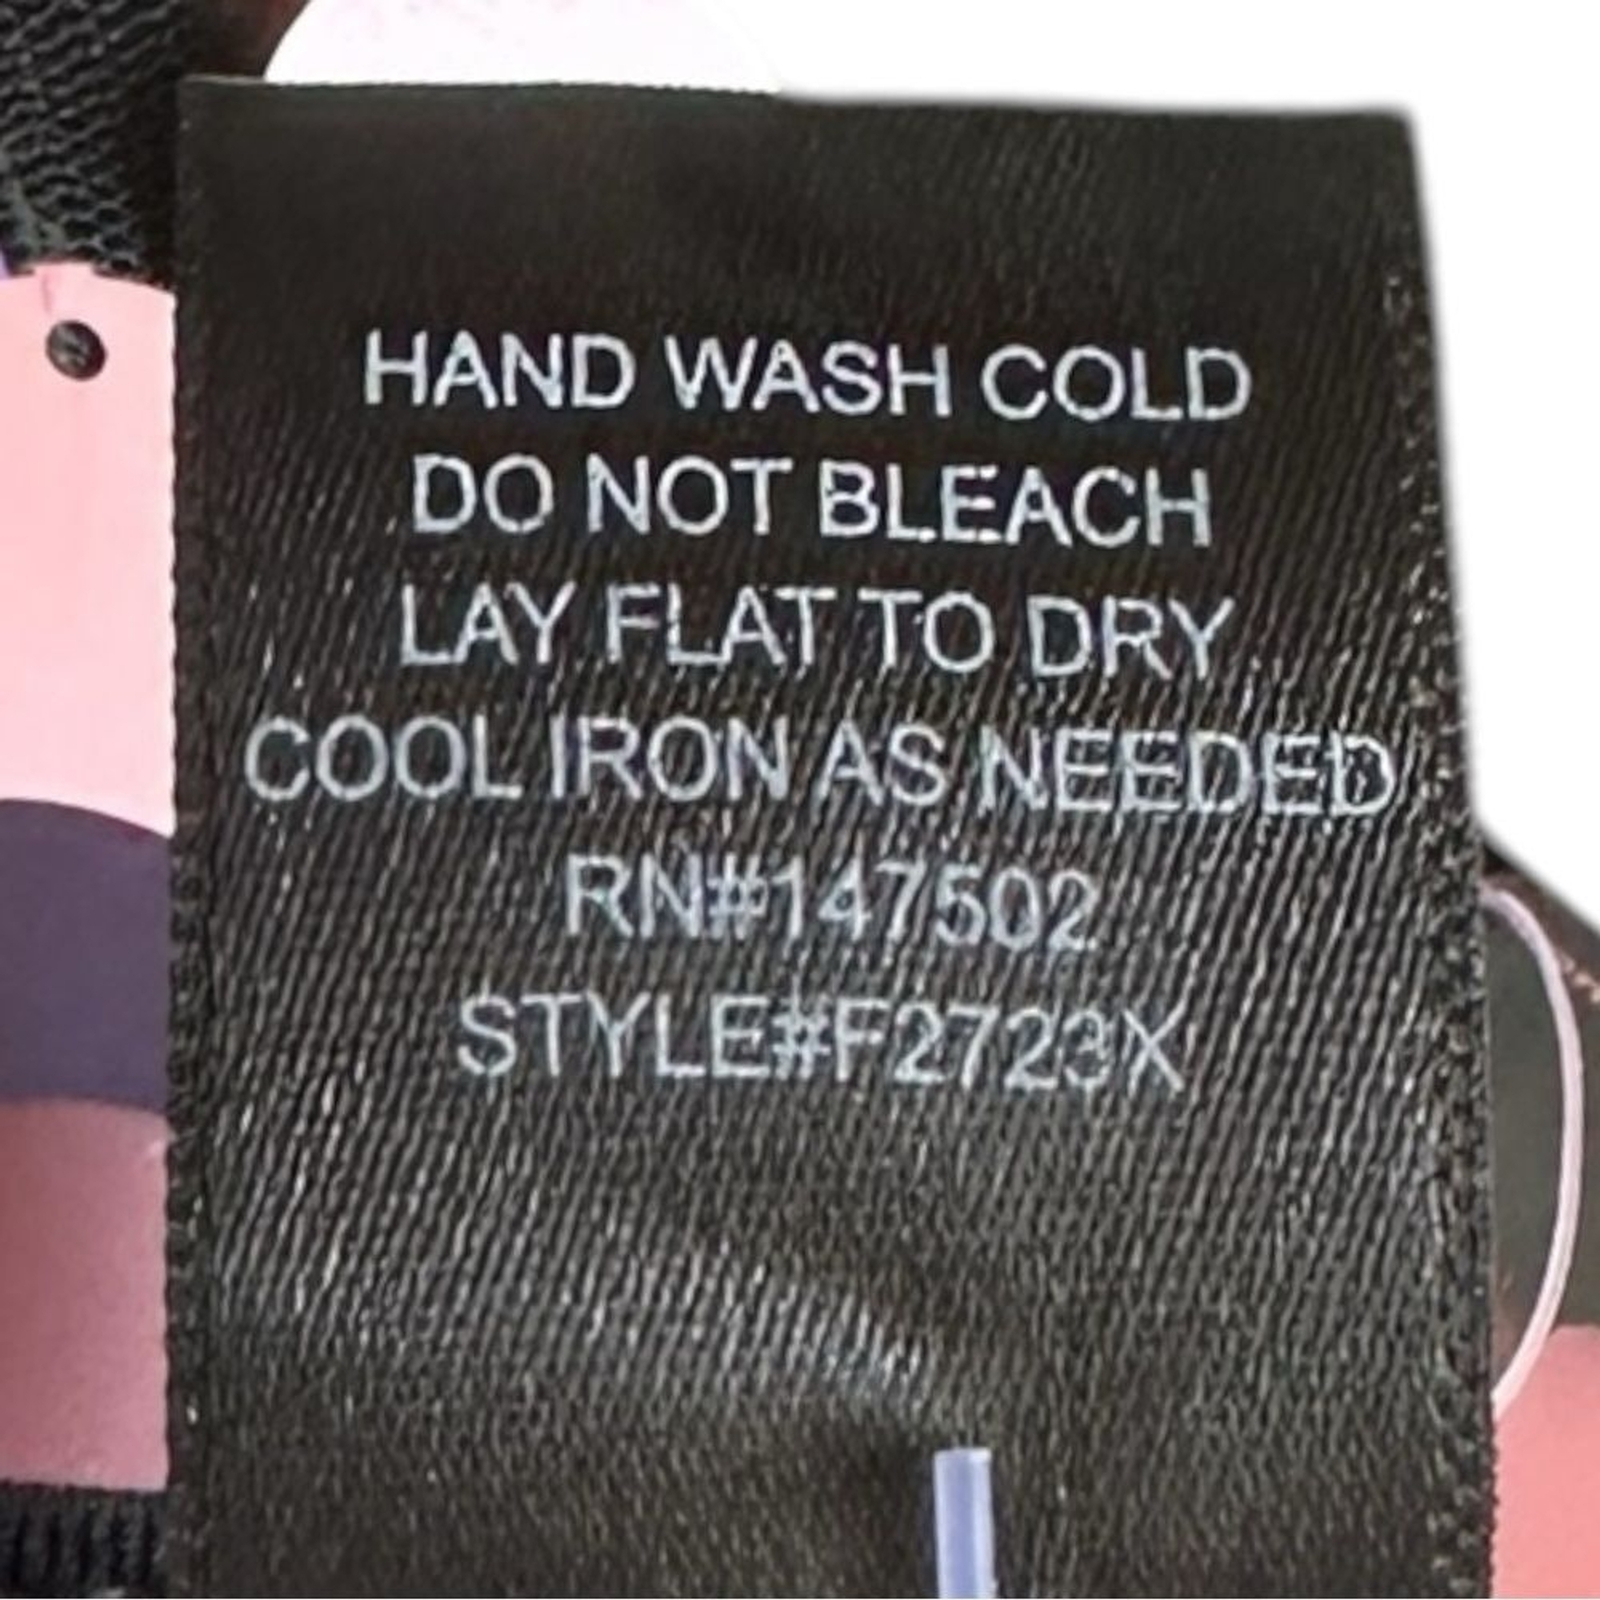 HAND WASH COLD
DO NOT BLEACH
LAY FLAT TO DRY
COOL IRON AS NEEDED
RN#147502
STYLE#F2723X